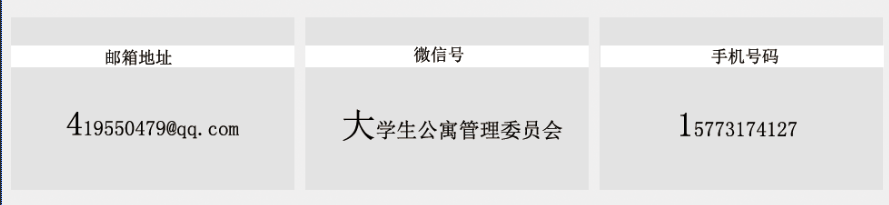 邮箱地址
419550479@qq.com
微信号
大学生公寓管理委员会
手机号码
15773174127